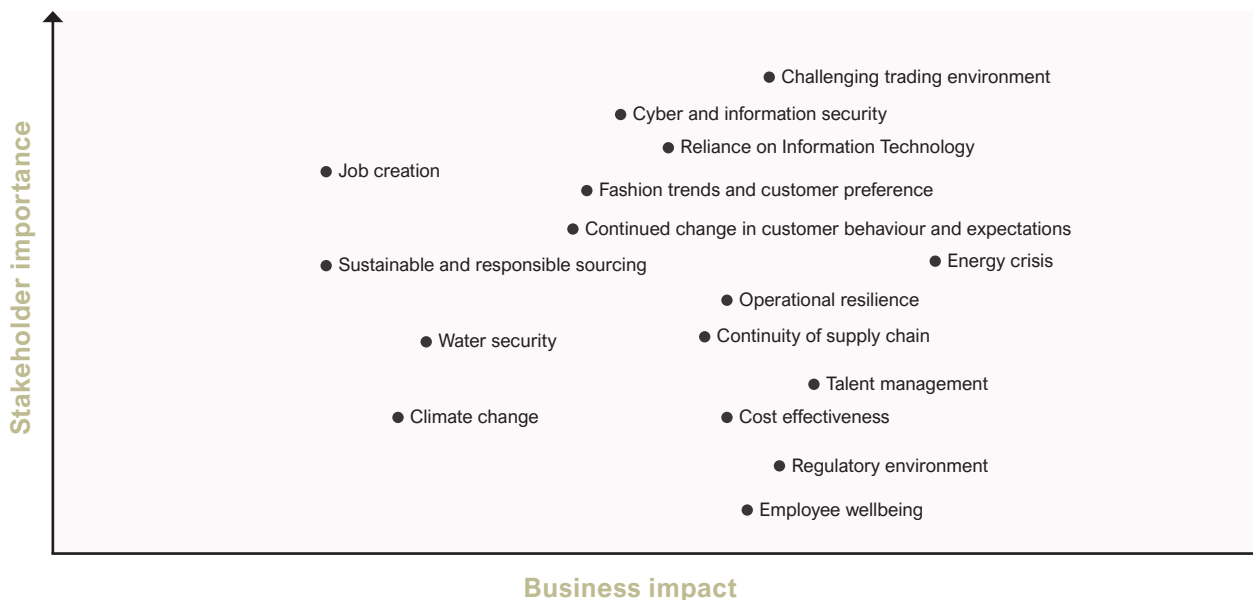 Stakeholder importance
Challenging trading environment
Cyber and information security
Reliance on Information Technology
Job creation
Fashion trends and customer preference
Continued change in customer behaviour and expectations
Energy crisis
Sustainable and responsible sourcing
Operational resilience
Continuity of supply chain
Water security
Talent management
Climate change
Cost effectiveness
Regulatory environment
Employee wellbeing
Business impact